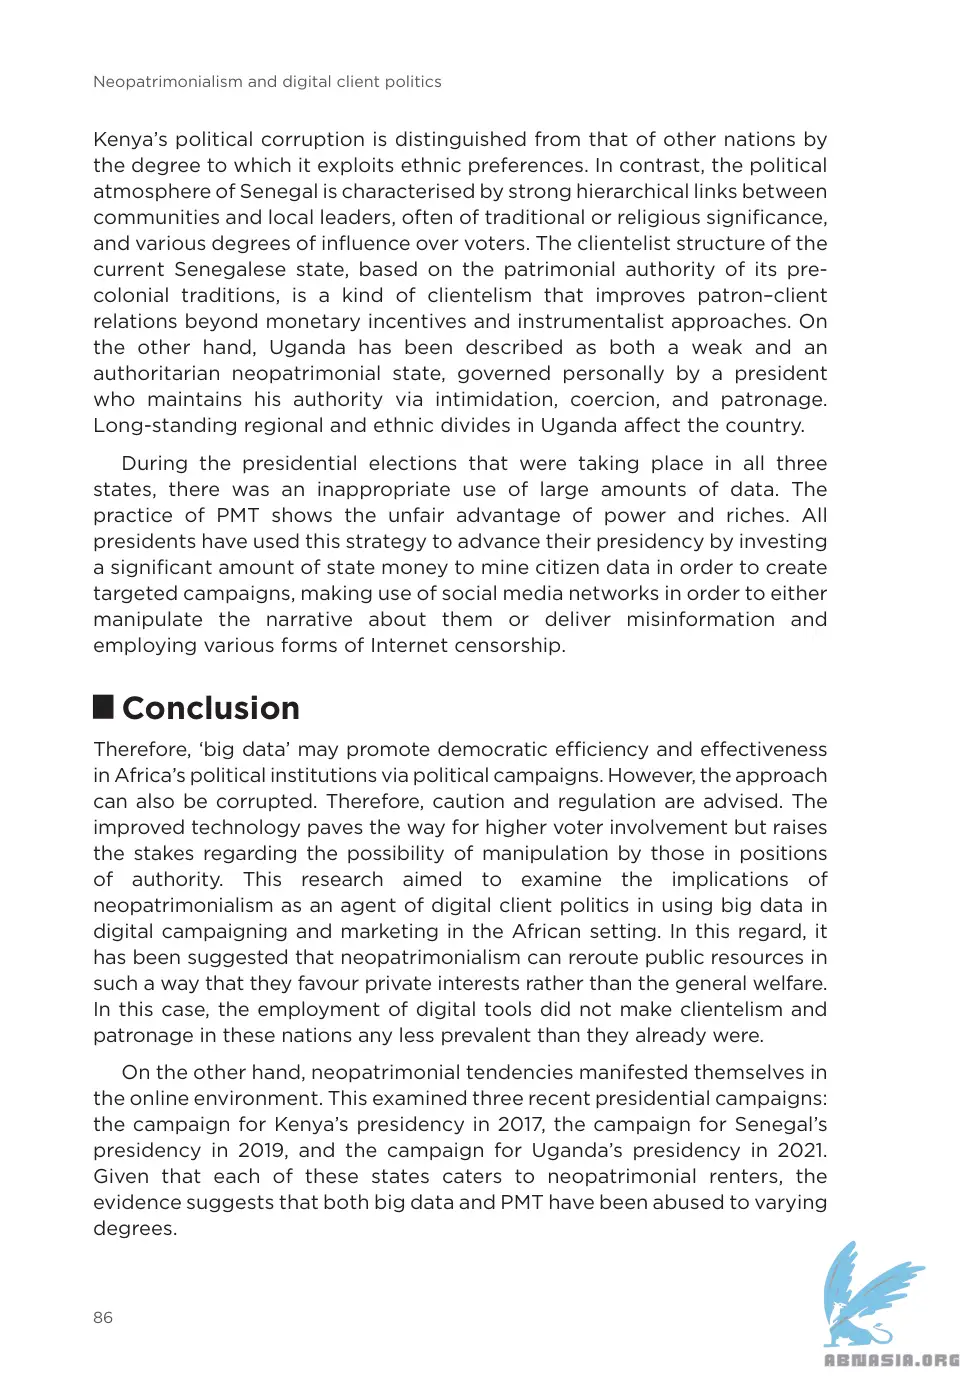 Neopatrimonialism and digital client politics
Kenya’s political corruption is distinguished from that of other nations by
the degree to which it exploits ethnic preferences. In contrast, the political
atmosphere of Senegal is characterised by strong hierarchical links between
communities and local leaders, often of traditional or religious significance,
and various degrees of influence over voters. The clientelist structure of the
current Senegalese state, based on the patrimonial authority of its pre-
colonial traditions, is a kind of clientelism that improves patron–client
relations beyond monetary incentives and instrumentalist approaches. On
the other hand, Uganda has been described as both a weak and an
authoritarian neopatrimonial state, governed personally by a president
who maintains his authority via intimidation, coercion, and patronage.
Long-standing regional and ethnic divides in Uganda affect the country.
During the presidential elections that were taking place in all three
states, there was an inappropriate use of large amounts of data. The
practice of PMT shows the unfair advantage of power and riches. All
presidents have used this strategy to advance their presidency by investing
a significant amount of state money to mine citizen data in order to create
targeted campaigns, making use of social media networks in order to either
manipulate the narrative about them or deliver misinformation and
employing various forms of Internet censorship.
Conclusion
Therefore, ‘big data’ may promote democratic efficiency and effectiveness
in Africa’s political institutions via political campaigns. However, the approach
can also be corrupted. Therefore, caution and regulation are advised. The
improved technology paves the way for higher voter involvement but raises
the stakes regarding the possibility of manipulation by those in positions
of authority. This research aimed to examine the implications of
neopatrimonialism as an agent of digital client politics in using big data in
digital campaigning and marketing in the African setting. In this regard, it
has been suggested that neopatrimonialism can reroute public resources in
such a way that they favour private interests rather than the general welfare.
In this case, the employment of digital tools did not make clientelism and
patronage in these nations any less prevalent than they already were.
On the other hand, neopatrimonial tendencies manifested themselves in
the online environment. This examined three recent presidential campaigns:
the campaign for Kenya’s presidency in 2017, the campaign for Senegal’s
presidency in 2019, and the campaign for Uganda’s presidency in 2021.
Given that each of these states caters to neopatrimonial renters, the
evidence suggests that both big data and PMT have been abused to varying
degrees.
86
ABNASIA.ORG